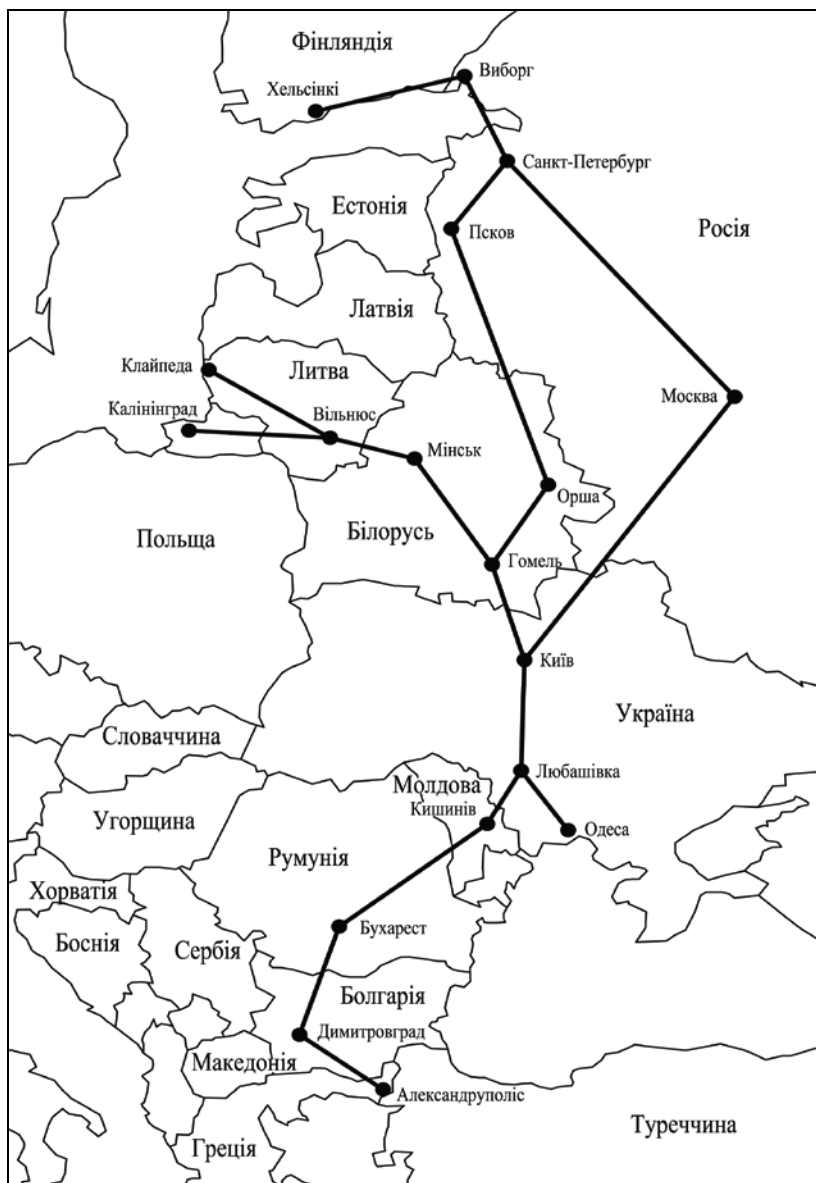 Фінляндія
Виборг
Хельсінкі
Санкт-Петербург
Естонія
Псков
Росія
Латвія
Клайпеда
Литва
Москва
Калінінград
Вільнюс
Мінськ
Орша
Білорусь
Польща
Гомель
Київ
Україна
Словаччина
Любашівка
Молдова
Кишинів
Угорщина
Одеса
Румунія
Хорватія
Бухарест
Боснія
Сербія
Болгарія
Димитровград
Македонія
Александруполіс
Туреччина
Греція